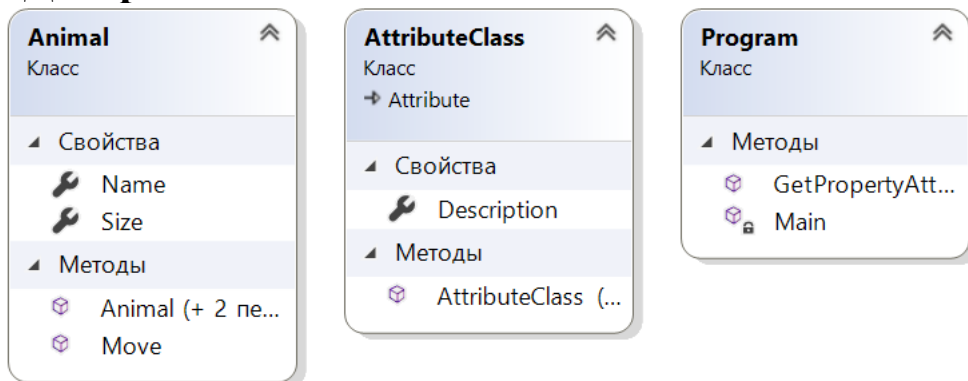 Animal
Класс
Свойства
Name
Size
Методы
Animal (+ 2 пе...
Move
AttributeClass
Класс
Attribute
Свойства
Description
Методы
AttributeClass (...
Program
Класс
Методы
GetPropertyAtt...
Main